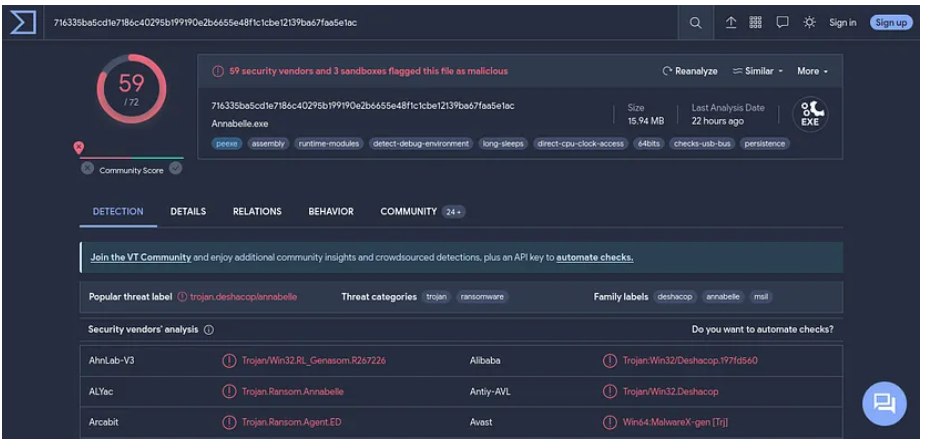 716335ba5cd1e7186c40295b199190e2b6655e48f1c1cbe12139ba67faa5e1ac
Sign in
Sign up
59
/ 72
Community Score
59 security vendors and 3 sandboxes flagged this file as malicious
Reanalyze
Similar
More
716335ba5cd1e7186c40295b199190e2b6655e48f1c1cbe12139ba67faa5e1ac
Annabelle.exe
Size
15.94 MB
Last Analysis Date
22 hours ago
EXE
peexe assembly runtime-modules detect-debug-environment long-sleeps direct-cpu-clock-access 64bits checks-usb-bus persistence
DETECTION DETAILS RELATIONS BEHAVIOR COMMUNITY 24+
Join the VT Community and enjoy additional community insights and crowdsourced detections, plus an API key to automate checks.
Popular threat label trojan.deshacop/annabelle Threat categories trojan ransomware Family labels deshacop annabelle msil
Security vendors' analysis Do you want to automate checks?
AhnLab-V3 Trojan/Win32.RL_Genasom.R267226 Alibaba Trojan:Win32/Deshacop.197fd560
ALYac Trojan.Ransom.Annabelle Antiy-AVL Trojan/Win32.Deshacop
Arcabit Trojan.Ransom.Agent.ED Avast Win64:MalwareX-gen [Trj]